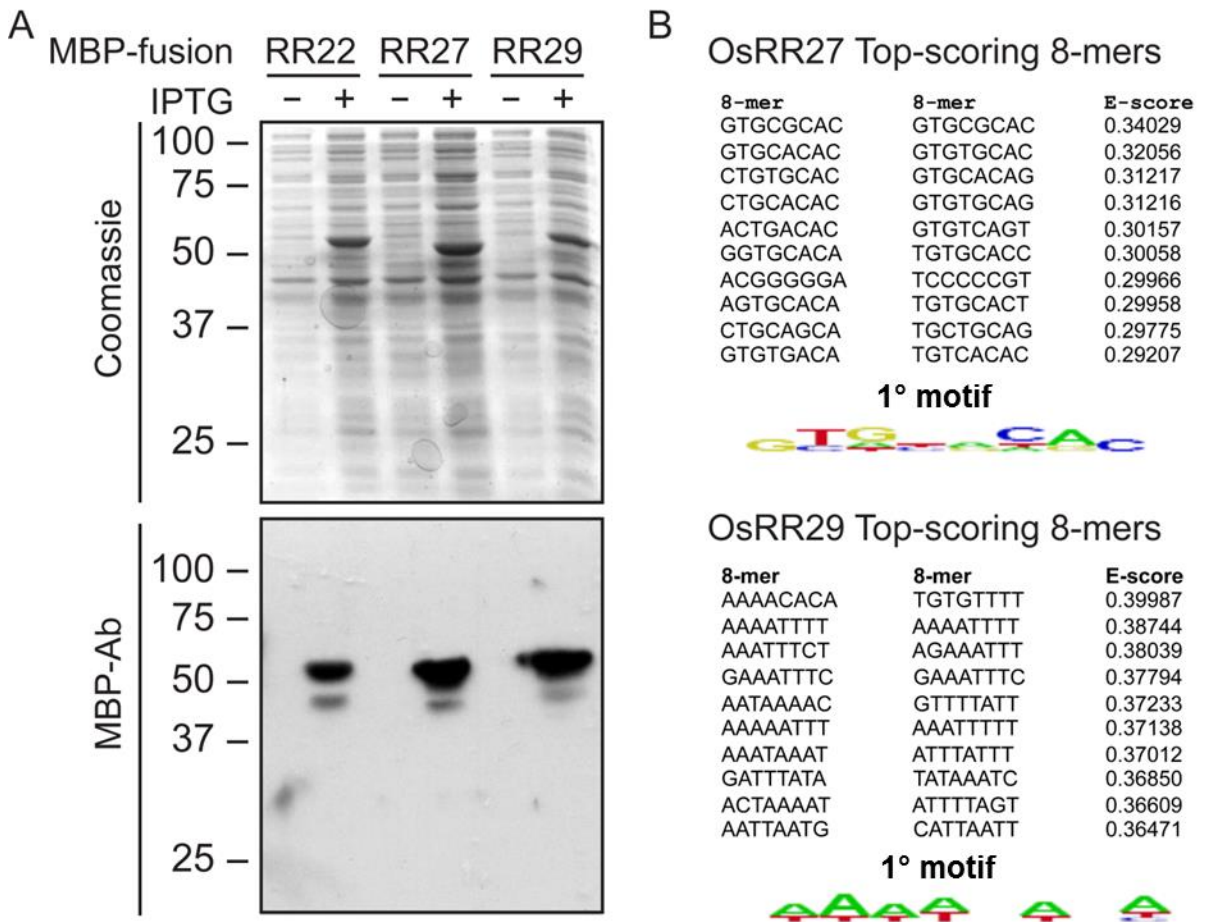 A
MBP-fusion RR22 RR27 RR29
IPTG – + – + – +
Coomassie
100 –
75 –
50 –
37 –
25 –
MBP-Ab
100 –
75 –
50 –
37 –
25 –
B
OsRR27 Top-scoring 8-mers
8-mer 8-mer E-score
GTGCGCAC GTGCGCAC 0.34029
GTGCACAC GTGTGCAC 0.32056
CTGTGCAC GTGCACAG 0.31217
CTGCACAC GTGTGCAG 0.31216
ACTGACAC GTGTCAGT 0.30157
GGTGCACA TGTGCACC 0.30058
ACGGGGGA TCCCCCGT 0.29966
AGTGCACA TGTGCACT 0.29958
CTGCAGCA TGCTGCAG 0.29775
GTGTGACA TGTCACAC 0.29207
1° motif
OsRR29 Top-scoring 8-mers
8-mer 8-mer E-score
AAAACACA TGTGTTTT 0.39987
AAAATTTT AAAATTTT 0.38744
AAATTTCT AGAAATTT 0.38039
GAAATTTC GAAATTTC 0.37794
AATAAAAC GTTTTATT 0.37233
AAAAATTT AAATTTTT 0.37138
AAATAAAT ATTTATTT 0.37012
GATTTATA TATAAATC 0.36850
ACTAAAAT ATTTTAGT 0.36609
AATTAATG CATTAATT 0.36471
1° motif